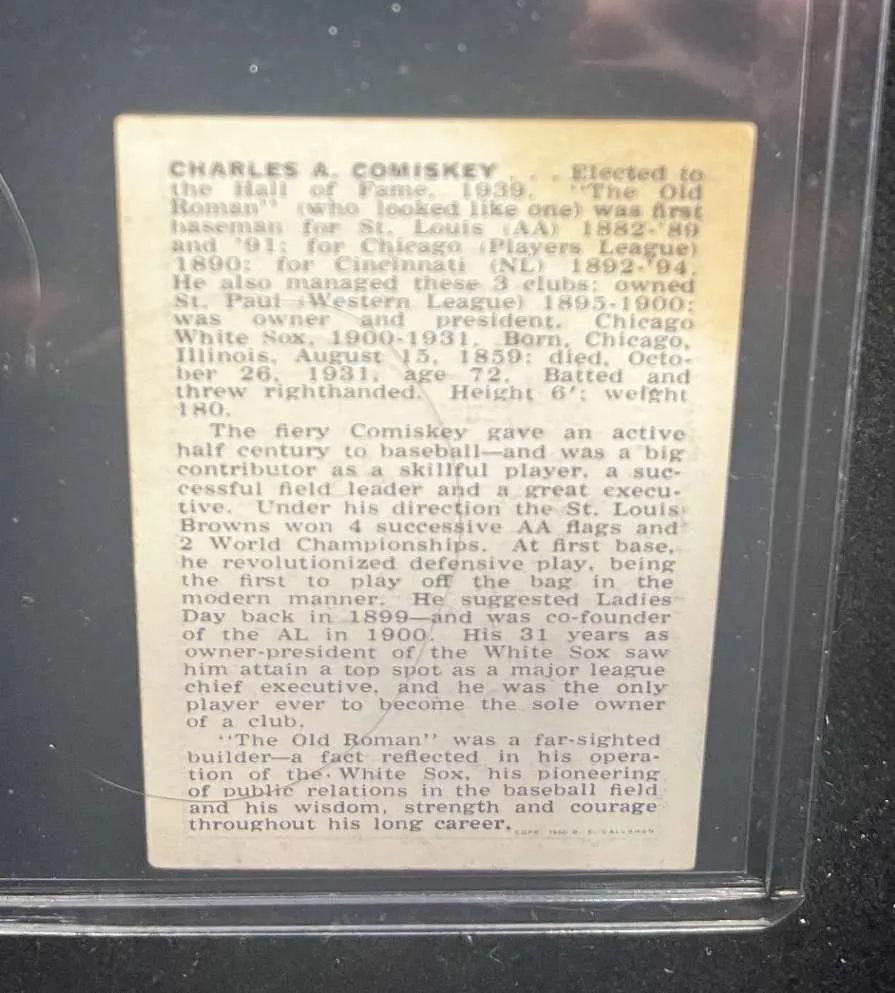 CHARLES A. COMISKEY . . . Elected to
the Hall of Fame, 1939. "The Old
Roman" (who looked like one) was first
baseman for St. Louis (AA) 1882-'89
and '91; for Chicago (Players League)
1890; for Cincinnati (NL) 1892-'94.
He also managed these 3 clubs; owned
St. Paul (Western League) 1895-1900;
was owner and president, Chicago
White Sox, 1900-1931. Born, Chicago,
Illinois, August 15, 1859; died, Octo-
ber 26, 1931, age 72. Batted and
threw righthanded. Height 6'; weight
180.
The fiery Comiskey gave an active
half century to baseball—and was a big
contributor as a skillful player, a suc-
cessful field leader and a great execu-
tive. Under his direction the St. Louis
Browns won 4 successive AA flags and
2 World Championships. At first base,
he revolutionized defensive play, being
the first to play off the bag in the
modern manner. He suggested Ladies
Day back in 1899—and was co-founder
of the AL in 1900. His 31 years as
owner-president of the White Sox saw
him attain a top spot as a major league
chief executive, and he was the only
player ever to become the sole owner
of a club.
"The Old Roman" was a far-sighted
builder—a fact reflected in his opera-
tion of the White Sox, his pioneering
of public relations in the baseball field
and his wisdom, strength and courage
throughout his long career.
COPR. 1950 B. E. CALLAHAN